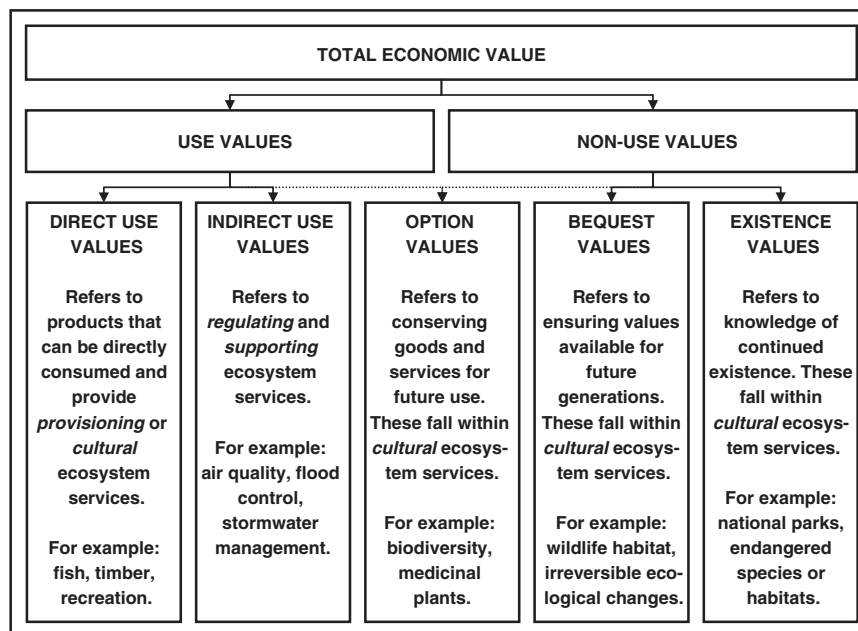 TOTAL ECONOMIC VALUE
USE VALUES
NON-USE VALUES
DIRECT USE
VALUES
Refers to
products that
can be directly
consumed and
provide
provisioning or
cultural
ecosystem
services.
For example:
fish, timber,
recreation.
INDIRECT USE
VALUES
Refers to
regulating and
supporting
ecosystem
services.
For example:
air quality, flood
control,
stormwater
management.
OPTION
VALUES
Refers to
conserving
goods and
services for
future use.
These fall within
cultural ecosys-
tem services.
For example:
biodiversity,
medicinal
plants.
BEQUEST
VALUES
Refers to
ensuring values
available for
future
generations.
These fall within
cultural ecosys-
tem services.
For example:
wildlife habitat,
irreversible eco-
logical changes.
EXISTENCE
VALUES
Refers to
knowledge of
continued
existence. These
fall within
cultural ecosys-
tem services.
For example:
national parks,
endangered
species or
habitats.